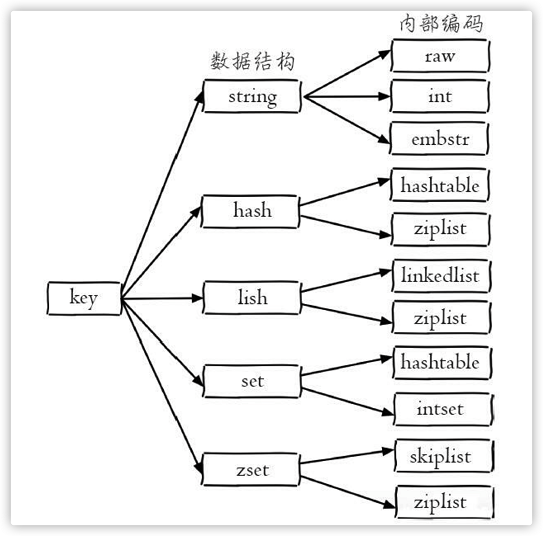 内部编码
数据结构
raw
string
int
embstr
hashtable
hash
ziplist
linkedlist
key
lish
ziplist
hashtable
set
intset
skiplist
zset
ziplist